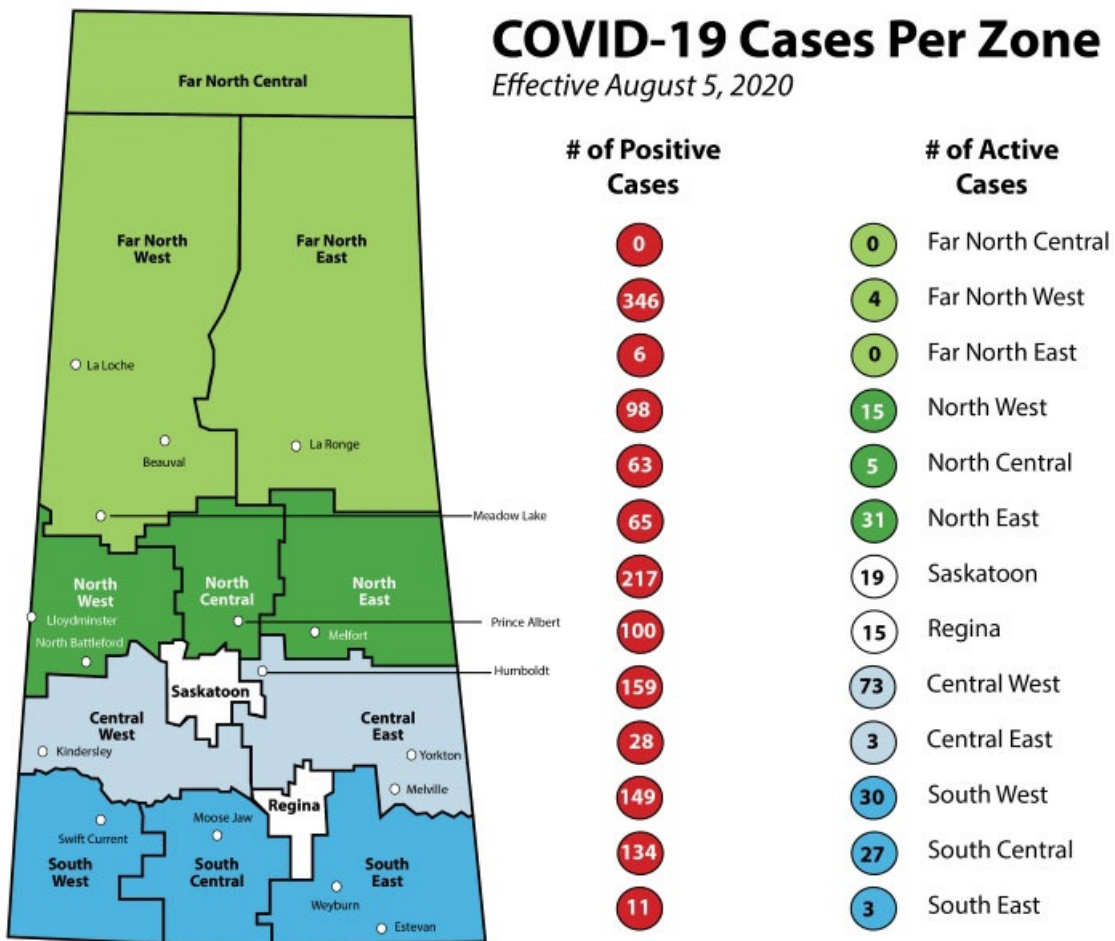 COVID-19 Cases Per Zone
Effective August 5, 2020
# of Positive
Cases
# of Active
Cases
0 0 Far North Central
346 4 Far North West
6 0 Far North East
98 15 North West
63 5 North Central
65 31 North East
217 19 Saskatoon
100 15 Regina
159 73 Central West
28 3 Central East
149 30 South West
134 27 South Central
11 3 South East
Far North Central
Far North
West
Far North
East
La Loche
Beauval
La Ronge
Meadow Lake
North
West
North
Central
North
East
Lloydminster
North Battleford
Prince Albert
Melfort
Humboldt
Saskatoon
Central
West
Central
East
Kindersley
Yorkton
Melville
Regina
Moose Jaw
Swift Current
South
West
South
Central
South
East
Weyburn
Estevan